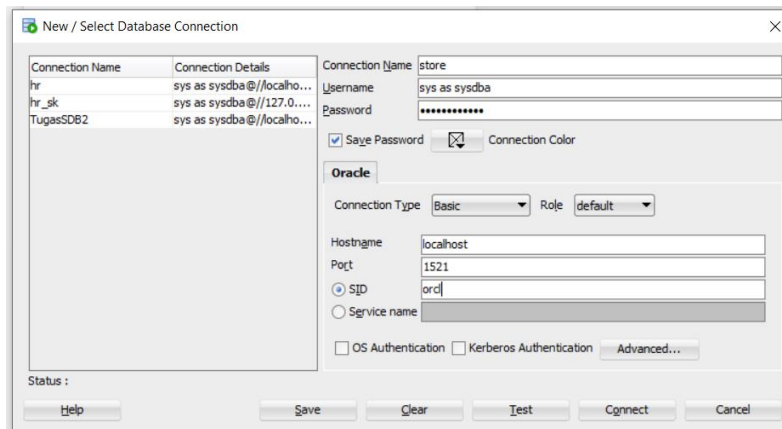 New / Select Database Connection
Connection Name Connection Details
hr sys as sysdba@//localho...
hr_sk sys as sysdba@//127.0....
TugasSDB2 sys as sysdba@//localho...
Connection Name store
Username sys as sysdba
Password ••••••••••••
Save Password Connection Color
Oracle
Connection Type Basic Role default
Hostname localhost
Port 1521
SID orcl
Service name
OS Authentication Kerberos Authentication Advanced...
Status :
Help Save Clear Test Connect Cancel